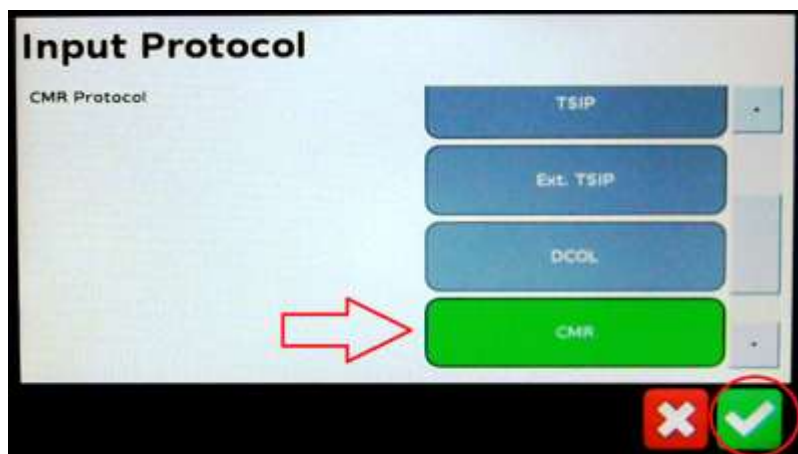 Input Protocol
CMR Protocol
TSIP
Ext. TSIP
DCOL
CMR